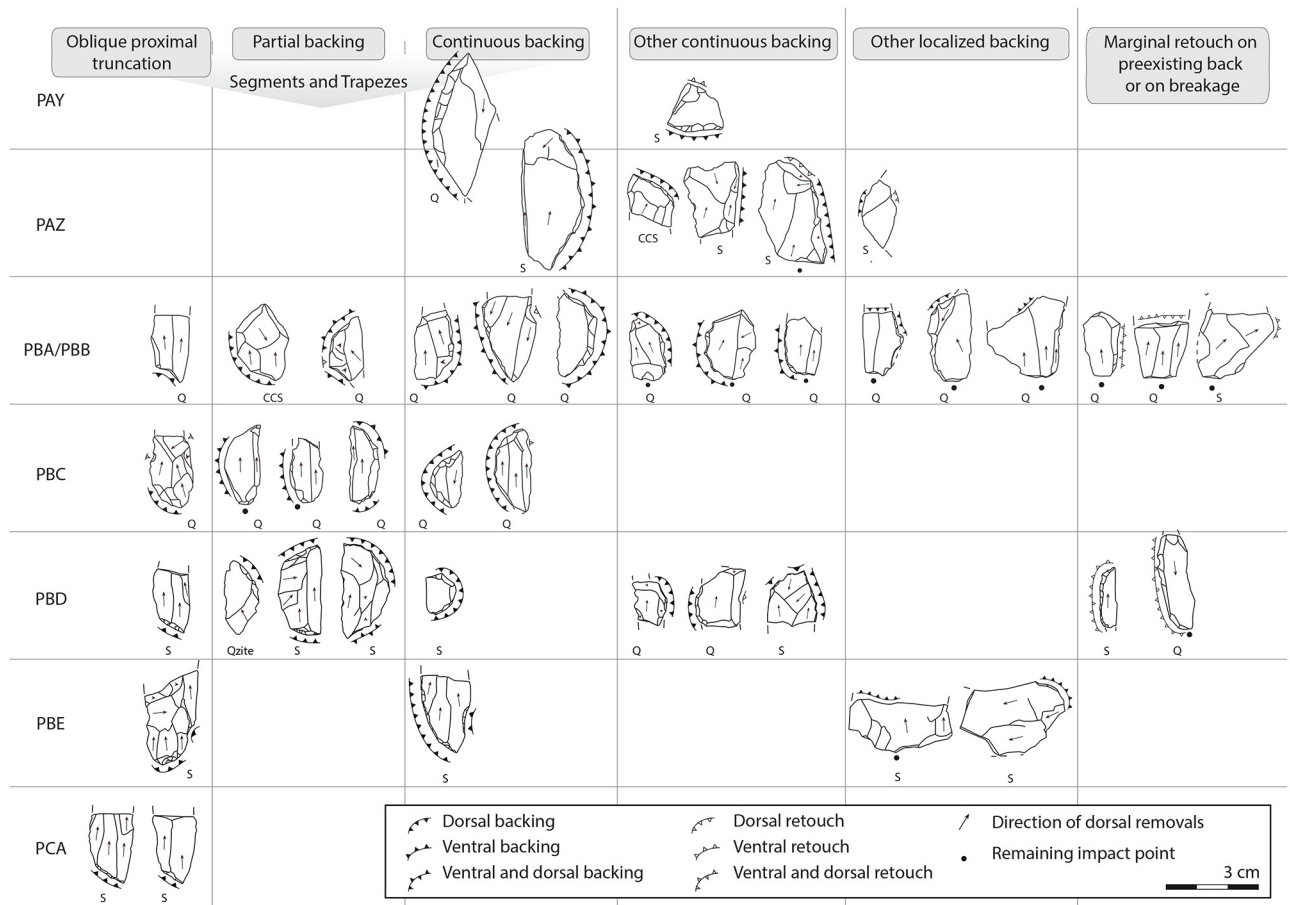 Oblique proximal
truncation
Partial backing
Continuous backing
Other continuous backing
Other localized backing
Marginal retouch on
preexisting back
or on breakage
Segments and Trapezes
PAY
S
Q
PAZ
S
CCS
S
S
S
PBA/PBB
Q
CCS
Q
Q
Q
Q
Q
Q
Q
Q
Q
Q
Q
Q
S
PBC
Q
Q
Q
Q
Q
Q
PBD
S
Qzite
S
S
S
Q
Q
S
S
Q
PBE
S
S
S
S
PCA
S
S
Dorsal backing
Ventral backing
Ventral and dorsal backing
Dorsal retouch
Ventral retouch
Ventral and dorsal retouch
Direction of dorsal removals
Remaining impact point
3 cm